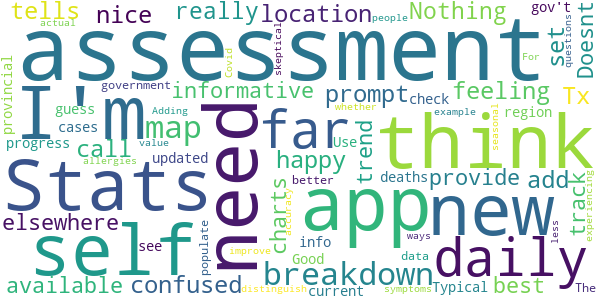 tells nice really location people Nothing gov't
actual
assessment
skeptical
questions
set
Doesnt
provincial
Covid
government
informative
prompt check
feeling
Tx
I'm
guess
cases
map
need
far
For
whether
example
region
seasonal
think
experiencing
progress
call
Adding
value
Use
trend
allergies
updated
happy
deaths
provide
add
track
Stats
better
app
new
elsewhere
see
populate
charts
accuracy
info
ways
less
self
improve
Good
data
daily
available
confused
breakdown
best
distinguish
current
symptoms
Typical
The